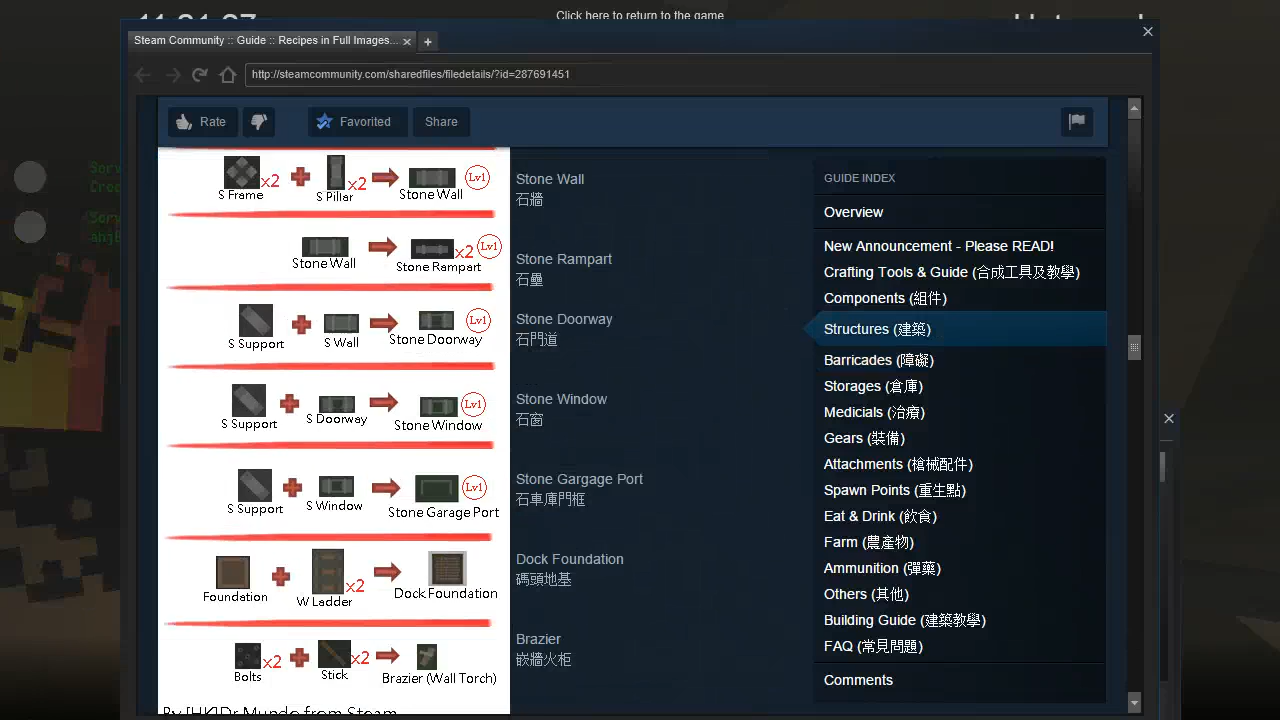 Click here to return to the game
Steam Community :: Guide :: Recipes in Full Images...
http://steamcommunity.com/sharedfiles/filedetails/?id=287691451
Rate
Favorited
Share
S Frame x2
S Pillar x2
Stone Wall
Lv1
Stone Wall
Stone Rampart x2
Lv1
S Support
S Wall
Stone Doorway
Lv1
S Support
S Doorway
Stone Window
Lv1
S Support
S Window
Stone Garage Port
Lv1
Foundation
W Ladder x2
Dock Foundation
Bolts x2
Stick x2
Brazier (Wall Torch)
By [HK]Dr.Mundo from Steam
Stone Wall
石牆
Stone Rampart
石壘
Stone Doorway
石門道
Stone Window
石窗
Stone Gargage Port
石車庫門框
Dock Foundation
碼頭地基
Brazier
嵌牆火柜
GUIDE INDEX
Overview
New Announcement - Please READ!
Crafting Tools & Guide (合成工具及教學)
Components (組件)
Structures (建築)
Barricades (障礙)
Storages (倉庫)
Medicials (治療)
Gears (裝備)
Attachments (槍械配件)
Spawn Points (重生點)
Eat & Drink (飲食)
Farm (農產物)
Ammunition (彈藥)
Others (其他)
Building Guide (建築教學)
FAQ (常見問題)
Comments